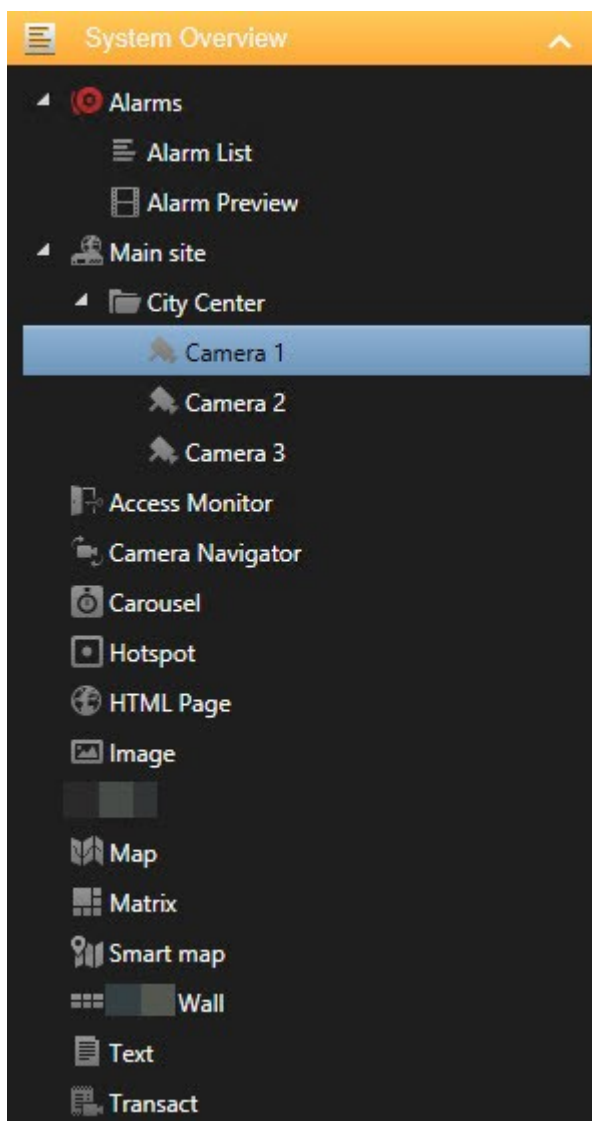 System Overview
Alarms
Alarm List
Alarm Preview
Main site
City Center
Camera 1
Camera 2
Camera 3
Access Monitor
Camera Navigator
Carousel
Hotspot
HTML Page
Image
Map
Matrix
Smart map
Wall
Text
Transact